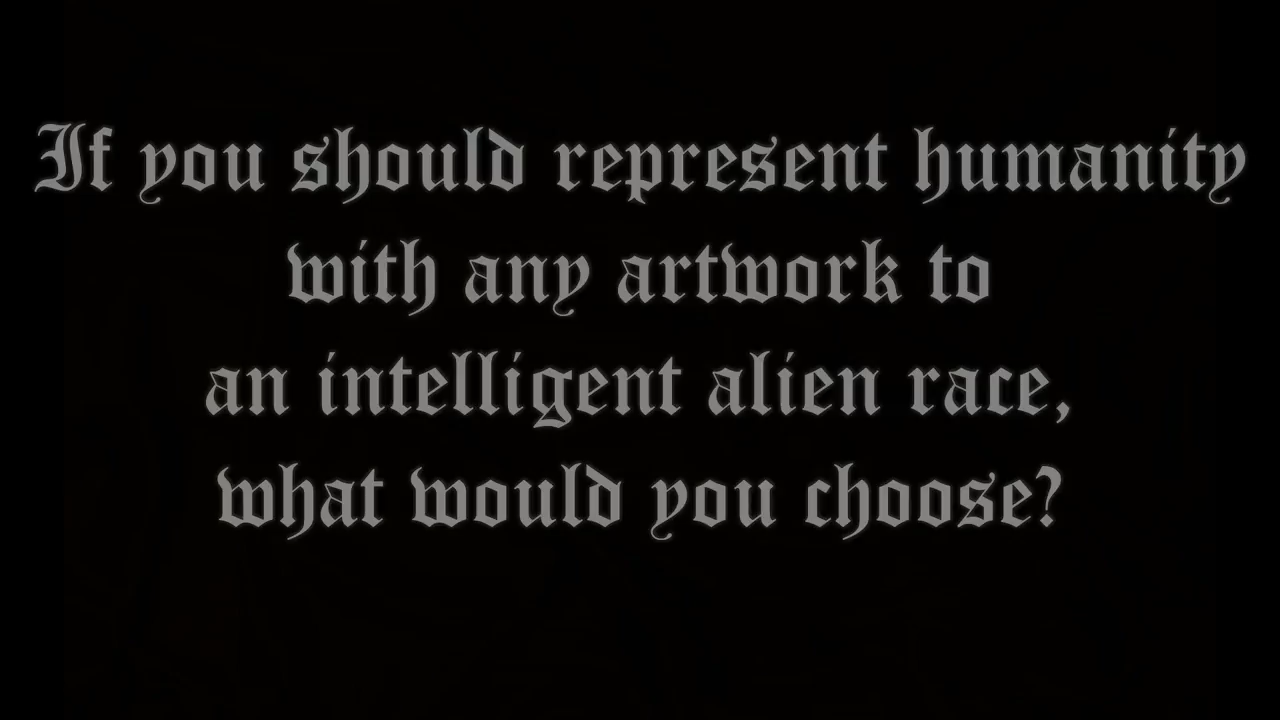 If you should represent humanity
with any artwork to
an intelligent alien race,
what would you choose?